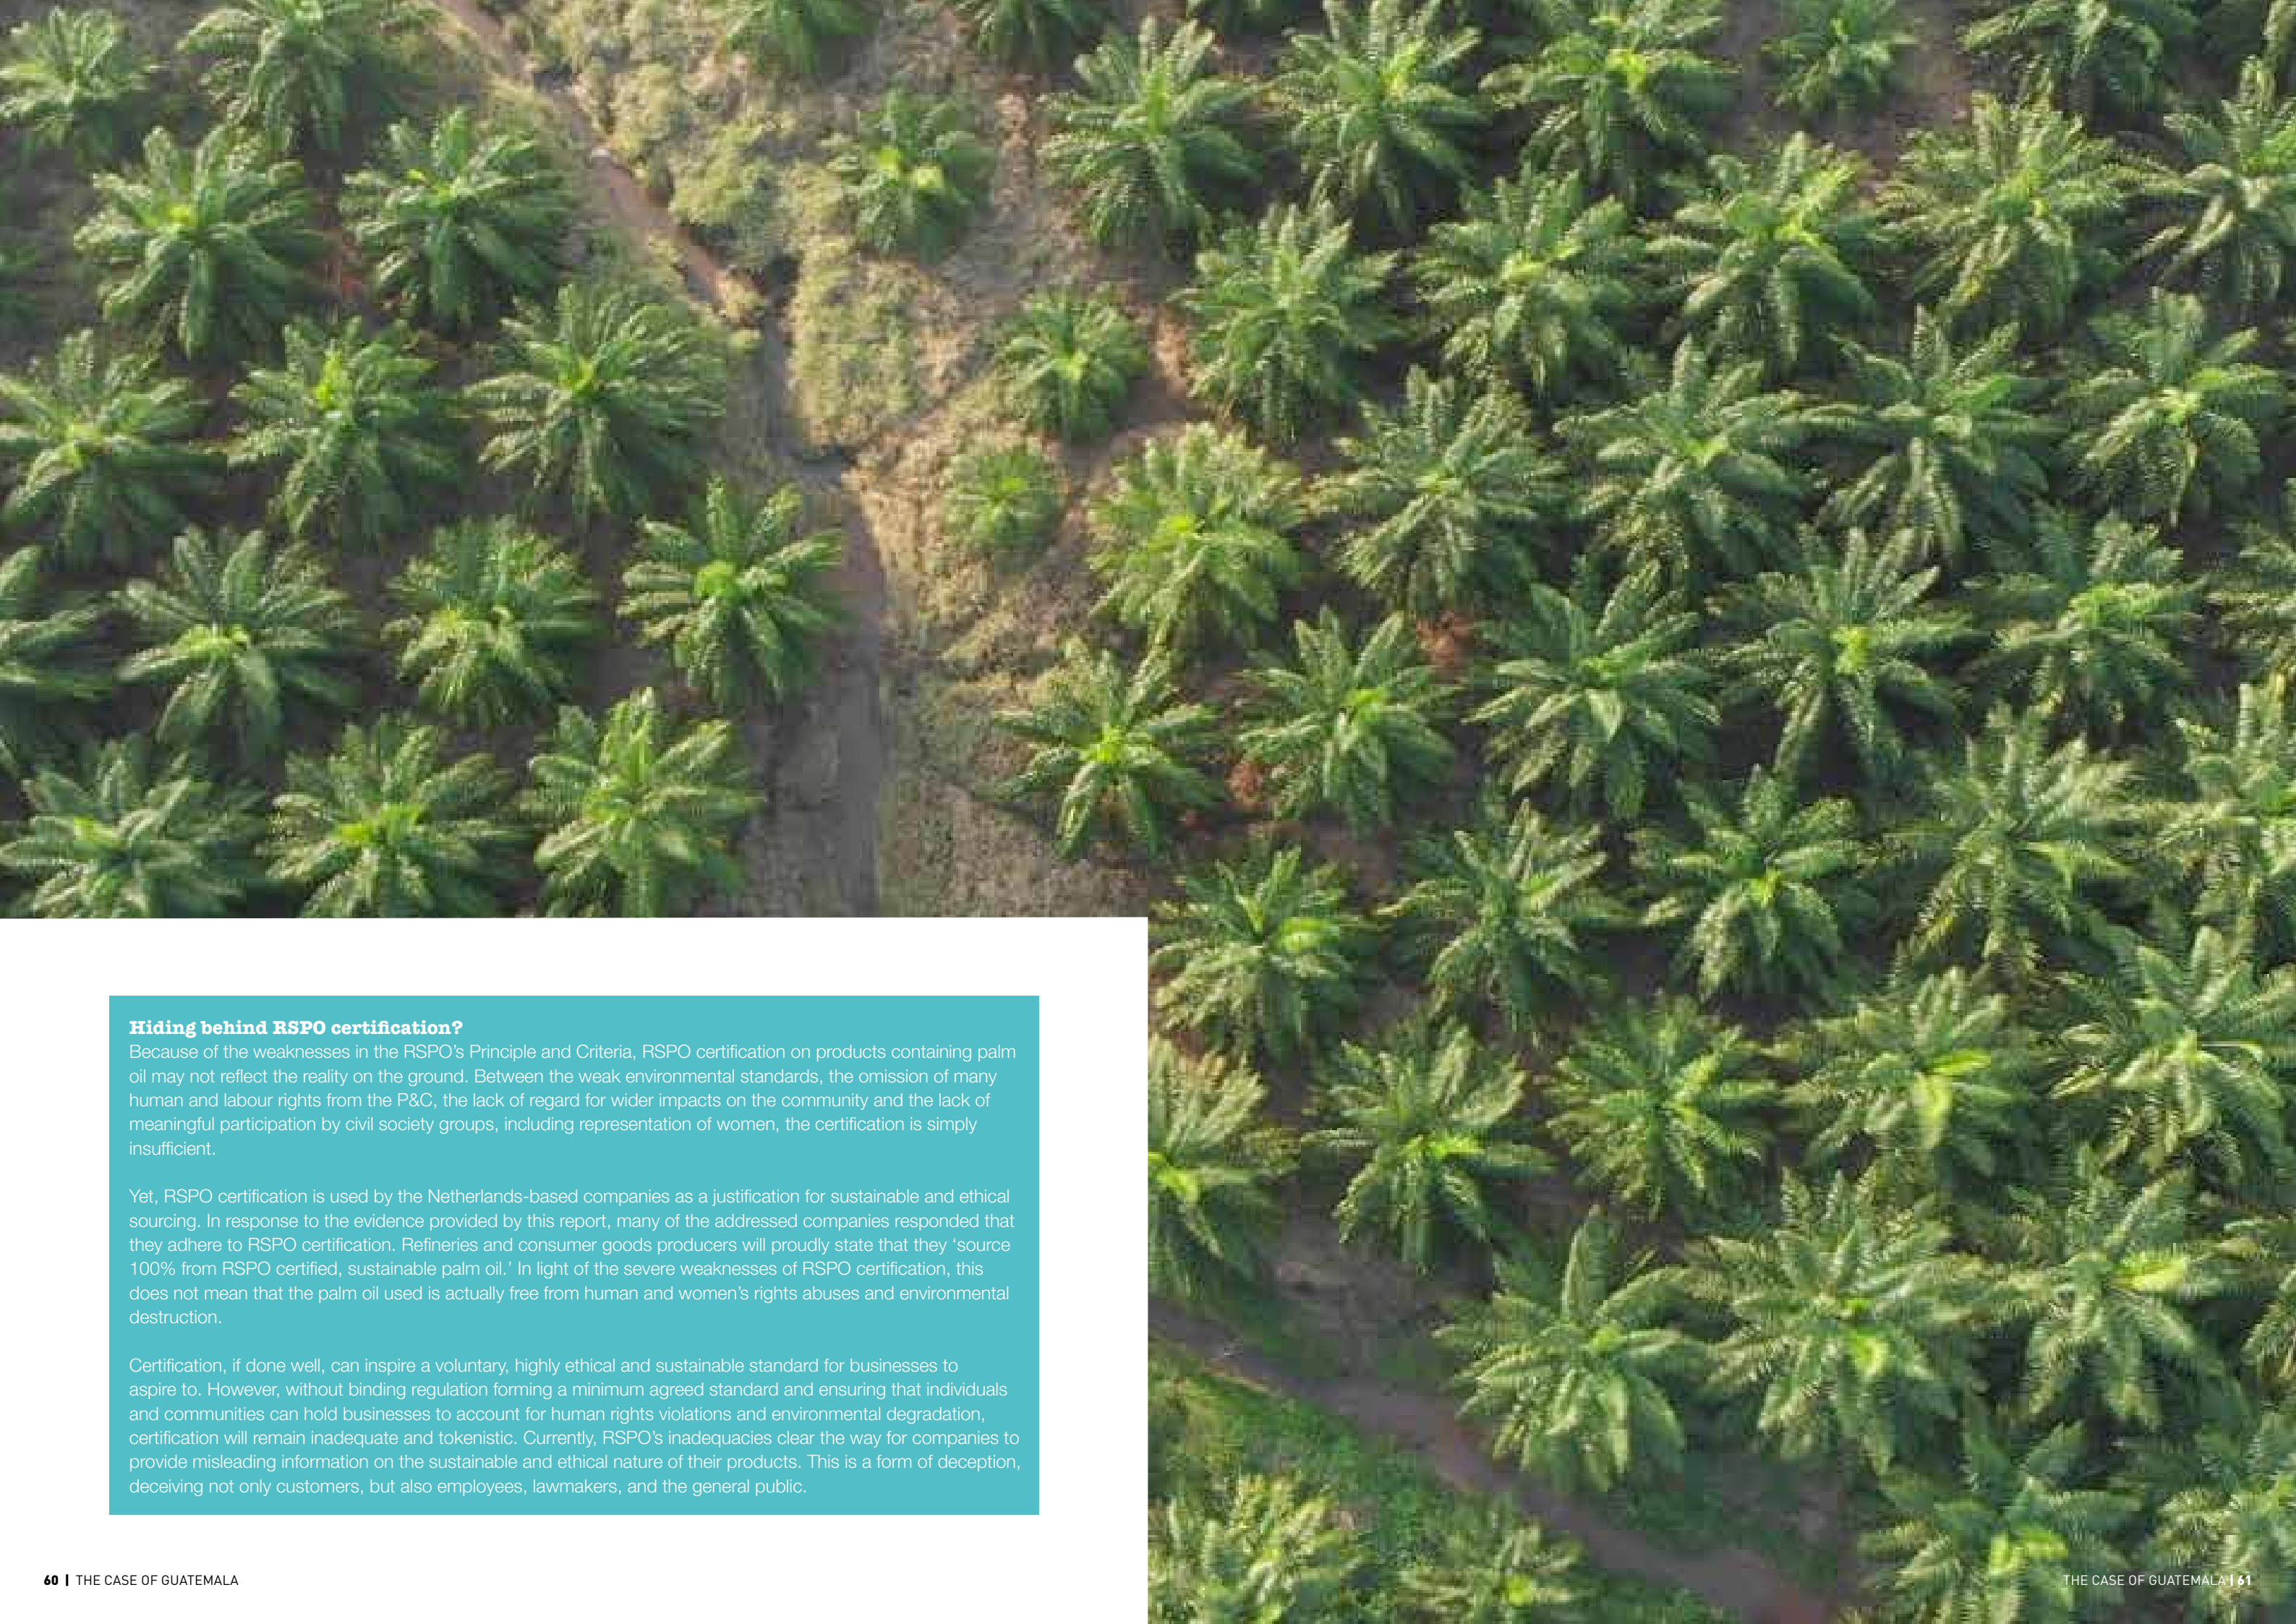 Hiding behind RSPO certification?
Because of the weaknesses in the RSPO's Principle and Criteria, RSPO certification on products containing palm
oil may not reflect the reality on the ground. Between the weak environmental standards, the omission of many
human and labour rights from the P&C, the lack of regard for wider impacts on the community and the lack of
meaningful participation by civil society groups, including representation of women, the certification is simply
insufficient.
Yet, RSPO certification is used by the Netherlands-based companies as a justification for sustainable and ethical
sourcing. In response to the evidence provided by this report, many of the addressed companies responded that
they adhere to RSPO certification. Refineries and consumer goods producers will proudly state that they ‘source
100% from RSPO certified, sustainable palm oil.’ In light of the severe weaknesses of RSPO certification, this
does not mean that the palm oil used is actually free from human and women's rights abuses and environmental
destruction.
Certification, if done well, can inspire a voluntary, highly ethical and sustainable standard for businesses to
aspire to. However, without binding regulation forming a minimum agreed standard and ensuring that individuals
and communities can hold businesses to account for human rights violations and environmental degradation,
certification will remain inadequate and tokenistic. Currently, RSPO's inadequacies clear the way for companies to
provide misleading information on the sustainable and ethical nature of their products. This is a form of deception,
deceiving not only customers, but also employees, lawmakers, and the general public.
60 | THE CASE OF GUATEMALA
THE CASE OF GUATEMALA | 61